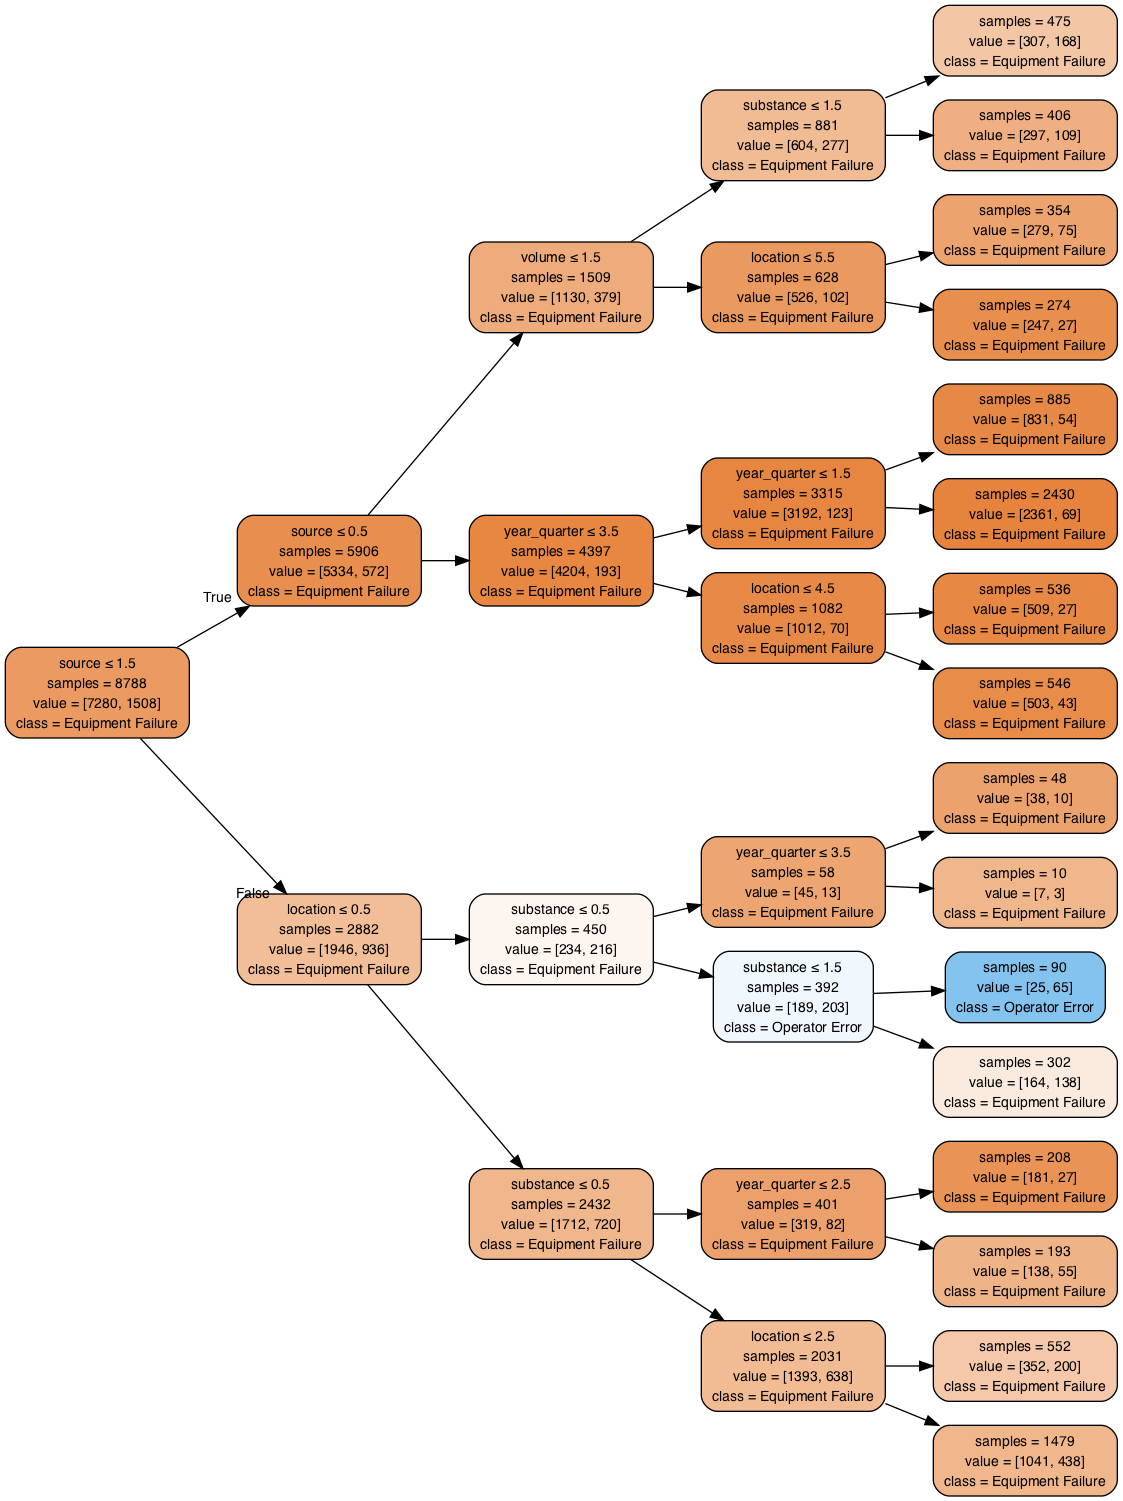 samples = 475
value = [307, 168]
class = Equipment Failure
substance ≤ 1.5
samples = 881
value = [604, 277]
class = Equipment Failure
samples = 406
value = [297, 109]
class = Equipment Failure
samples = 354
value = [279, 75]
class = Equipment Failure
volume ≤ 1.5
samples = 1509
value = [1130, 379]
class = Equipment Failure
location ≤ 5.5
samples = 628
value = [526, 102]
class = Equipment Failure
samples = 274
value = [247, 27]
class = Equipment Failure
samples = 885
value = [831, 54]
class = Equipment Failure
year_quarter ≤ 1.5
samples = 3315
value = [3192, 123]
class = Equipment Failure
samples = 2430
value = [2361, 69]
class = Equipment Failure
source ≤ 0.5
samples = 5906
value = [5334, 572]
class = Equipment Failure
year_quarter ≤ 3.5
samples = 4397
value = [4204, 193]
class = Equipment Failure
location ≤ 4.5
samples = 1082
value = [1012, 70]
class = Equipment Failure
samples = 536
value = [509, 27]
class = Equipment Failure
True
source ≤ 1.5
samples = 8788
value = [7280, 1508]
class = Equipment Failure
samples = 546
value = [503, 43]
class = Equipment Failure
samples = 48
value = [38, 10]
class = Equipment Failure
year_quarter ≤ 3.5
samples = 58
value = [45, 13]
class = Equipment Failure
samples = 10
value = [7, 3]
class = Equipment Failure
False
location ≤ 0.5
samples = 2882
value = [1946, 936]
class = Equipment Failure
substance ≤ 0.5
samples = 450
value = [234, 216]
class = Equipment Failure
substance ≤ 1.5
samples = 392
value = [189, 203]
class = Operator Error
samples = 90
value = [25, 65]
class = Operator Error
samples = 302
value = [164, 138]
class = Equipment Failure
samples = 208
value = [181, 27]
class = Equipment Failure
substance ≤ 0.5
samples = 2432
value = [1712, 720]
class = Equipment Failure
year_quarter ≤ 2.5
samples = 401
value = [319, 82]
class = Equipment Failure
samples = 193
value = [138, 55]
class = Equipment Failure
location ≤ 2.5
samples = 2031
value = [1393, 638]
class = Equipment Failure
samples = 552
value = [352, 200]
class = Equipment Failure
samples = 1479
value = [1041, 438]
class = Equipment Failure